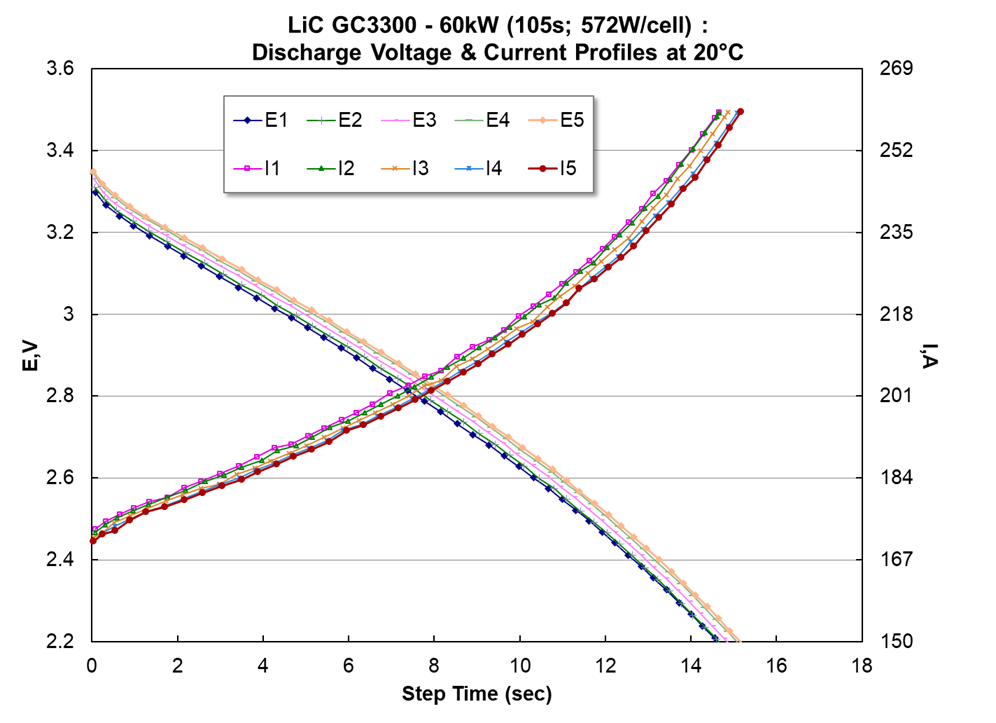 LiC GC3300 - 60kW (105s; 572W/cell) :
Discharge Voltage & Current Profiles at 20°C
3.6 269
E1 E2 E3 E4 E5
3.4 252
I1 I2 I3 I4 I5
3.2 235
3 218
E,V I,A
2.8 201
2.6 184
2.4 167
2.2 150
0 2 4 6 8 10 12 14 16 18
Step Time (sec)